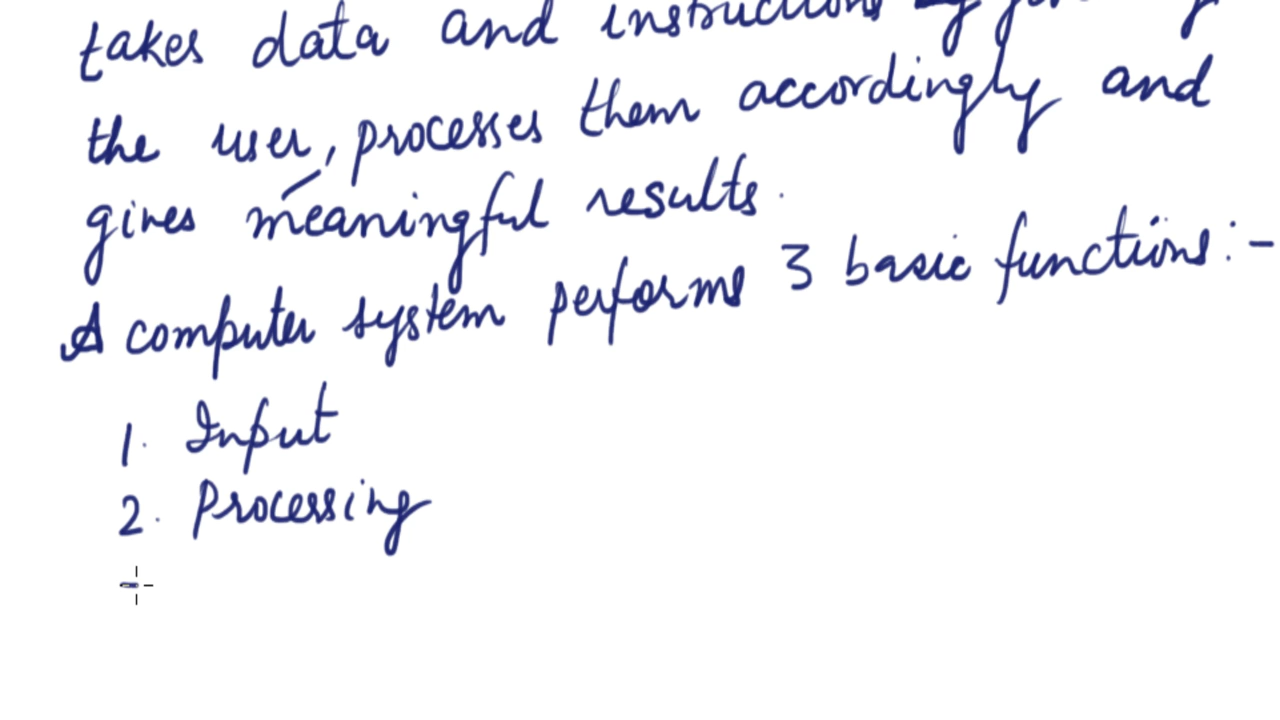 takes data and instructions
the user, processes them accordingly and
gives meaningful results.
A computer system performs 3 basic functions:-
1. Input
2. Processing